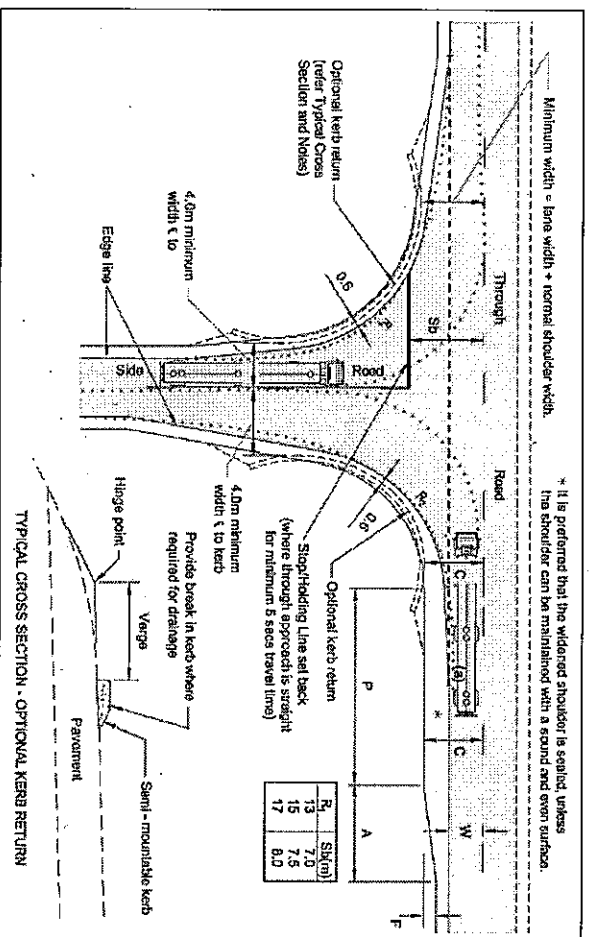 * It is preferred that the widened shoulder is sealed, unless
the shoulder can be maintained with a sound and even surface.
Minimum width = lane width + normal shoulder width.
Through
Road
Optional kerb return
(refer Typical Cross
Section and Notes)
Sb
0.6
R₁
C
(a)
C
W
F
*
P
A
4.0m minimum
width ℄ to
Edge line
Side
Road
R₁
0.6
Optional kerb return
Stop/Holding Line set back
(where through approach is straight
for minimum 5 secs travel time)
4.0m minimum
width ℄ to kerb
R₁ Sb(m)
13 7.0
15 7.5
17 8.0
Provide break in kerb where
required for drainage
Hinge point
Verge
Semi - mountable kerb
Pavement
TYPICAL CROSS SECTION - OPTIONAL KERB RETURN